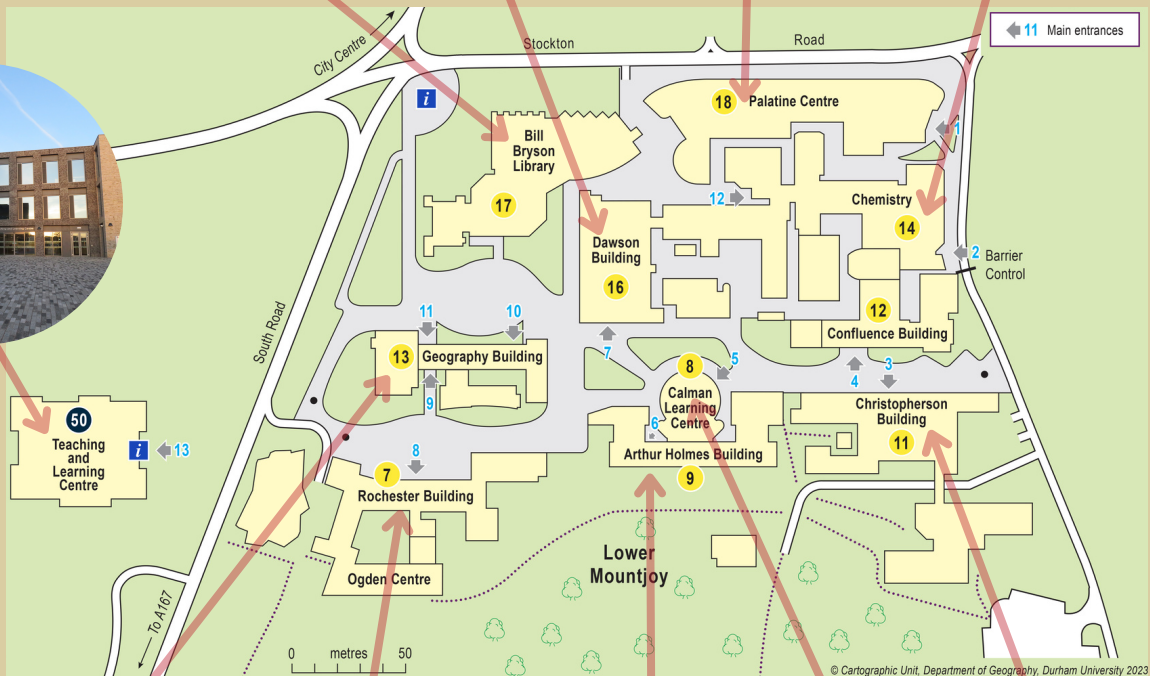 City Centre
Stockton
Road
11 Main entrances
i
18 Palatine Centre
1
Bill
Bryson
Library
17
12
Chemistry
14
Dawson
Building
16
2 Barrier
Control
South Road
12
Confluence Building
11
10
13 Geography Building
9
7
8
5
Calman
Learning
Centre
4
3
Christopherson
Building
11
6
Arthur Holmes Building
9
50
Teaching
and
Learning
Centre
i
13
8
7
Rochester Building
Ogden Centre
Lower
Mountjoy
To A167
0 metres 50
© Cartographic Unit, Department of Geography, Durham University 2023